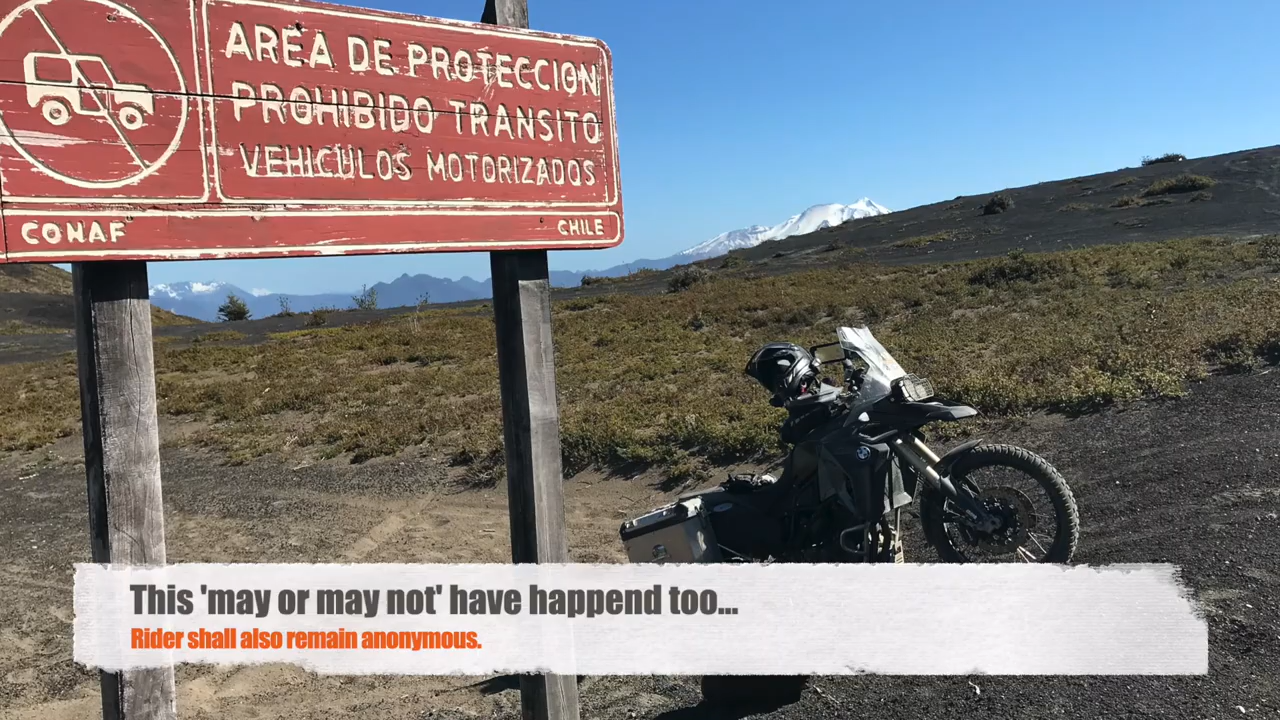 AREA DE PROTECCION
PROHIBIDO TRANSITO
VEHICULOS MOTORIZADOS
CONAF
CHILE
This 'may or may not' have happend too...
Rider shall also remain anonymous.